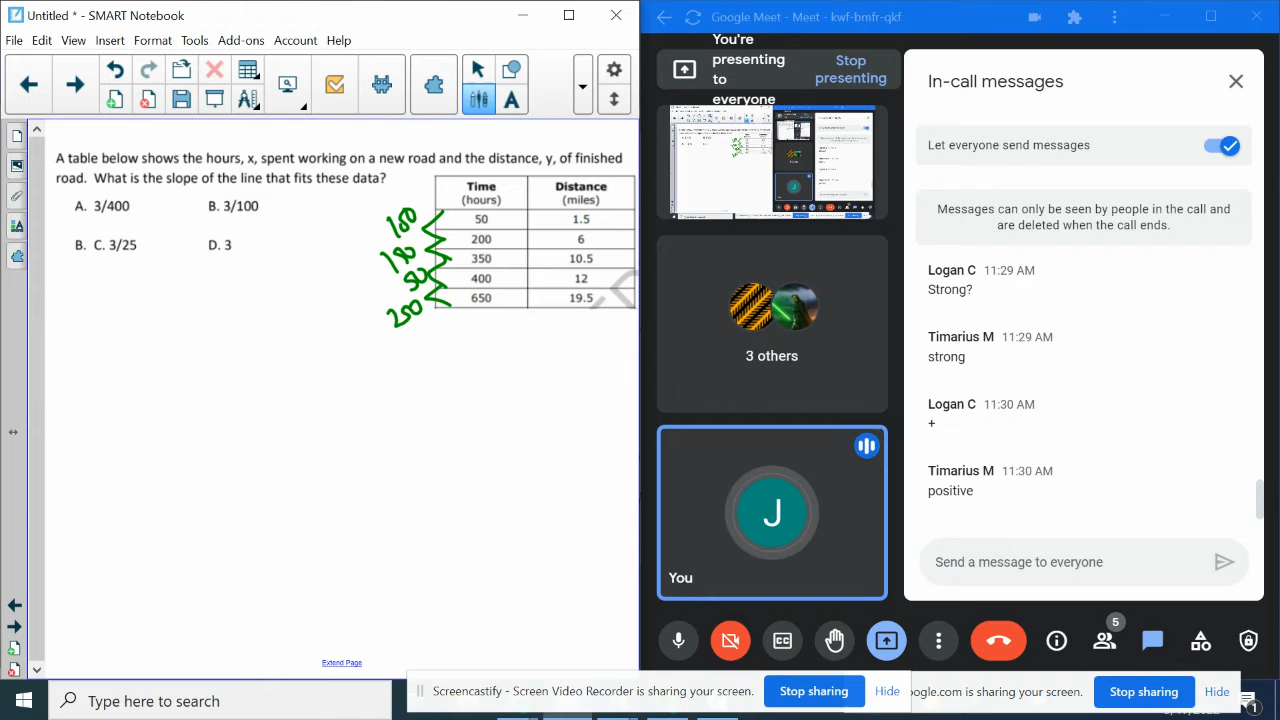 Untitled * - SMART Notebook
File Edit View Insert Format Tools Add-ons Account Help
A table below shows the hours, x, spent working on a new road and the distance, y, of finished
road. What is the slope of the line that fits these data?
A. 3/400 B. 3/100
B. C. 3/25 D. 3
Time Distance
(hours) (miles)
50 1.5
200 6
350 10.5
400 12
650 19.5
50
Extend Page
Google Meet - Meet - kwf-bmfr-qkf
You're
presenting
to
everyone
Stop
presenting
3 others
J
You
In-call messages
Let everyone send messages
Messages can only be seen by people in the call and
are deleted when the call ends.
Logan C 11:29 AM
Strong?
Timarius M 11:29 AM
strong
Logan C 11:30 AM
+
Timarius M 11:30 AM
positive
Send a message to everyone
5
Screencastify - Screen Video Recorder is sharing your screen. Stop sharing Hide
oogle.com is sharing your screen. Stop sharing Hide
Type here to search
1